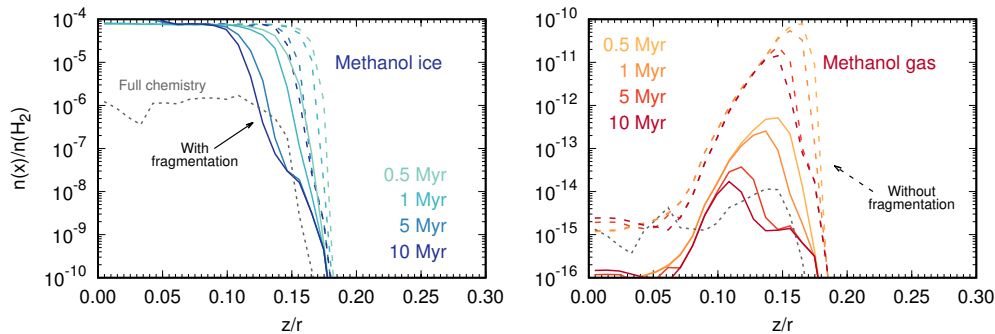 10⁻⁴
10⁻⁵
10⁻⁶
10⁻⁷
10⁻⁸
10⁻⁹
10⁻¹⁰
n(x)/n(H₂)
Methanol ice
Full chemistry
With
fragmentation
0.5 Myr
1 Myr
5 Myr
10 Myr
0.00 0.05 0.10 0.15 0.20 0.25 0.30
z/r
10⁻¹⁰
10⁻¹¹
10⁻¹²
10⁻¹³
10⁻¹⁴
10⁻¹⁵
10⁻¹⁶
0.5 Myr
1 Myr
5 Myr
10 Myr
Methanol gas
Without
fragmentation
0.00 0.05 0.10 0.15 0.20 0.25 0.30
z/r